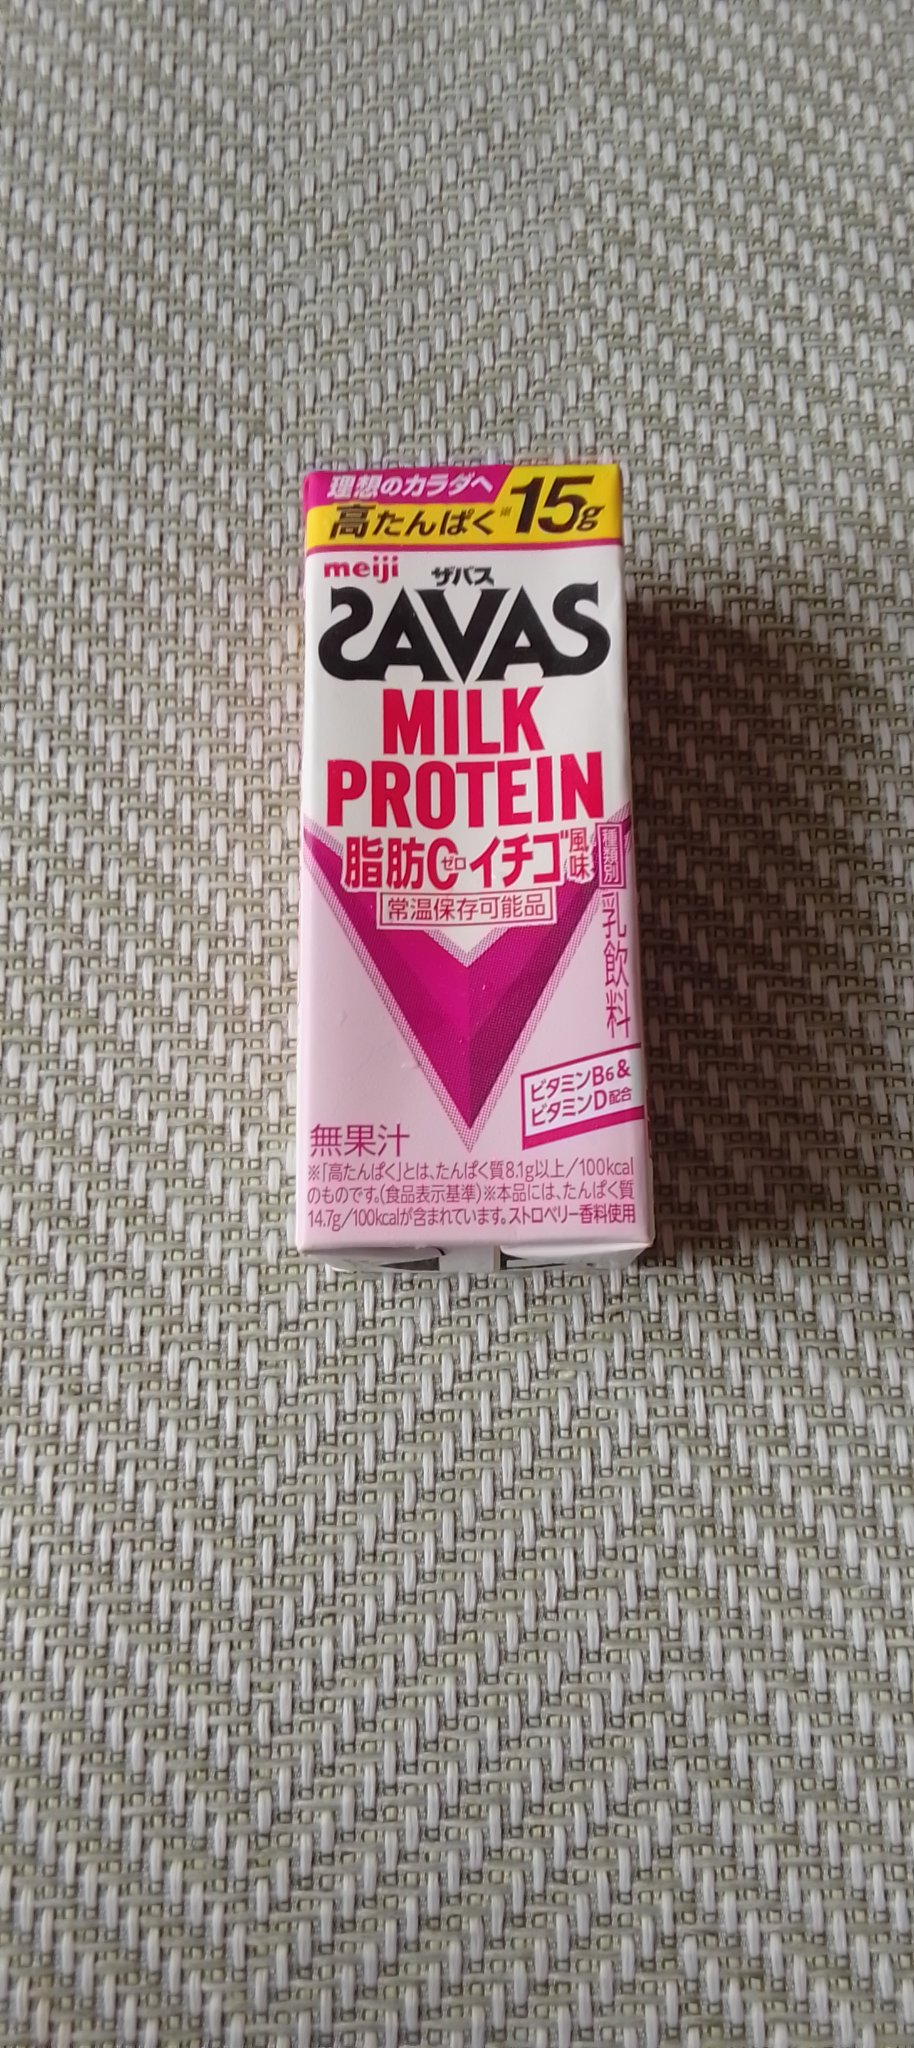 理想のカラダへ
高たんぱく※15g
meiji
ザバス
SAVAS
MILK
PROTEIN
脂肪0ゼロイチゴ風味
常温保存可能品
種類別
乳飲料
ビタミンB6&
ビタミンD配合
無果汁
※「高たんぱく」とは、たんぱく質8.1g以上/100kcal
のものです。(食品表示基準)※本品には、たんぱく質
14.7g/100kcalが含まれています。ストロベリー香料使用